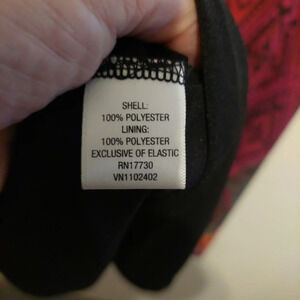 SHELL:
100% POLYESTER
LINING:
100% POLYESTER
EXCLUSIVE OF ELASTIC
RN17730
VN1102402